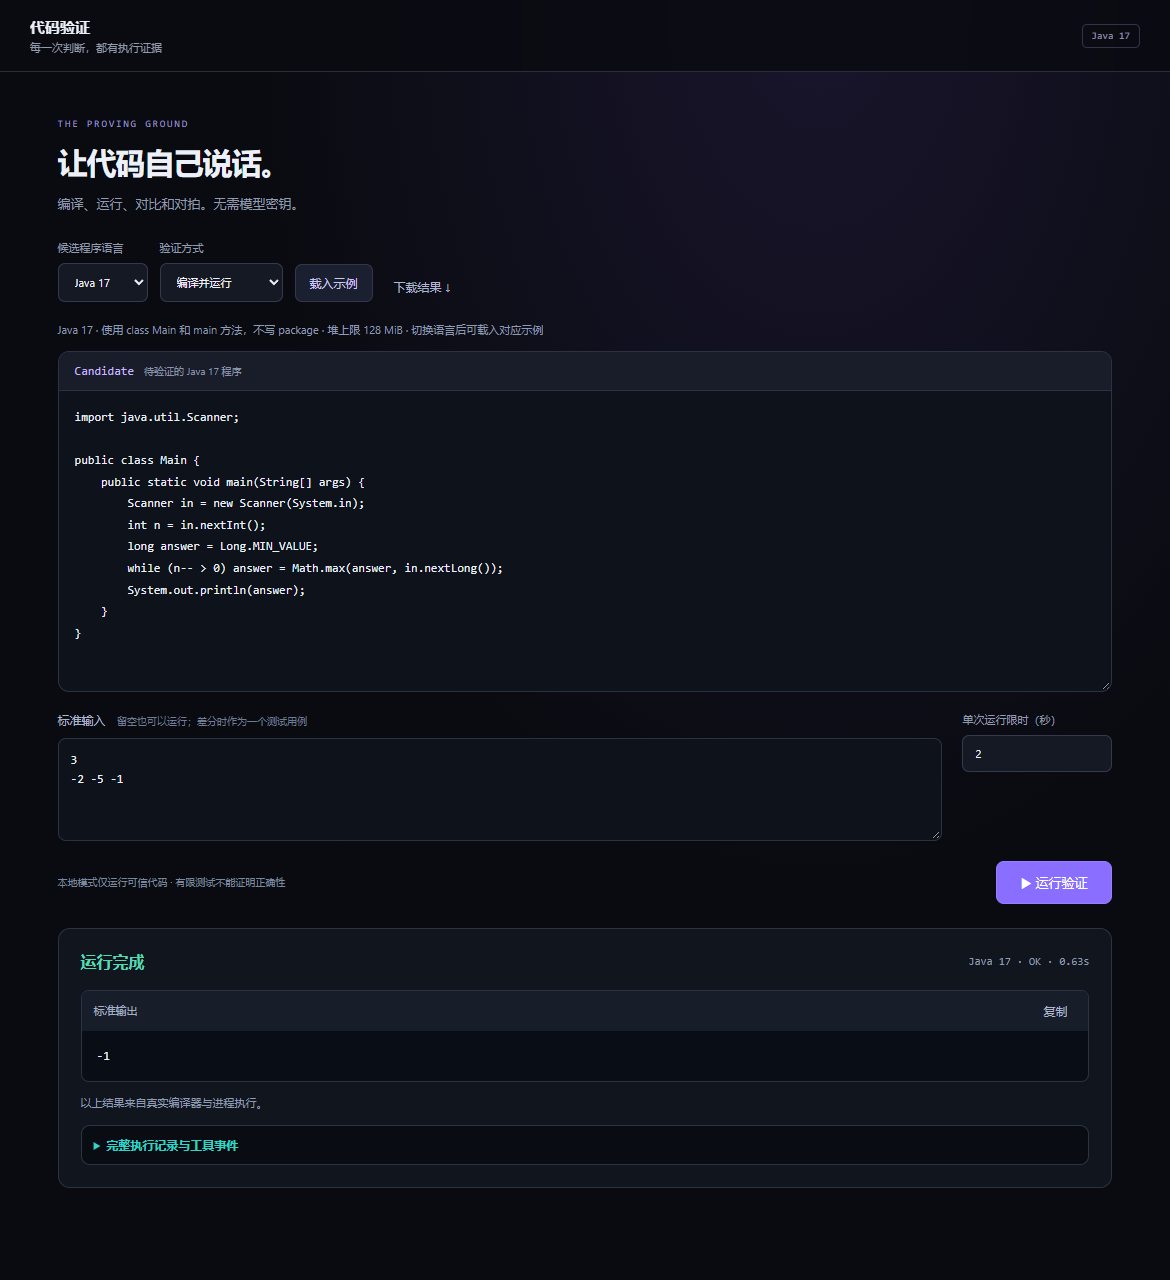 代码验证
每一次判断，都有执行证据
Java 17
THE PROVING GROUND
让代码自己说话。
编译、运行、对比和对拍。无需模型密钥。
候选程序语言 验证方式
Java 17 编译并运行 载入示例 下载结果 ↓
Java 17 · 使用 class Main 和 main 方法，不写 package · 堆上限 128 MiB · 切换语言后可载入对应示例
Candidate 待验证的 Java 17 程序
import java.util.Scanner;
public class Main {
    public static void main(String[] args) {
        Scanner in = new Scanner(System.in);
        int n = in.nextInt();
        long answer = Long.MIN_VALUE;
        while (n-- > 0) answer = Math.max(answer, in.nextLong());
        System.out.println(answer);
    }
}
标准输入 留空也可以运行；差分时作为一个测试用例
单次运行限时（秒）
3
-2 -5 -1
2
本地模式仅运行可信代码 · 有限测试不能证明正确性
▶ 运行验证
运行完成
Java 17 · OK · 0.63s
标准输出 复制
-1
以上结果来自真实编译器与进程执行。
▶ 完整执行记录与工具事件